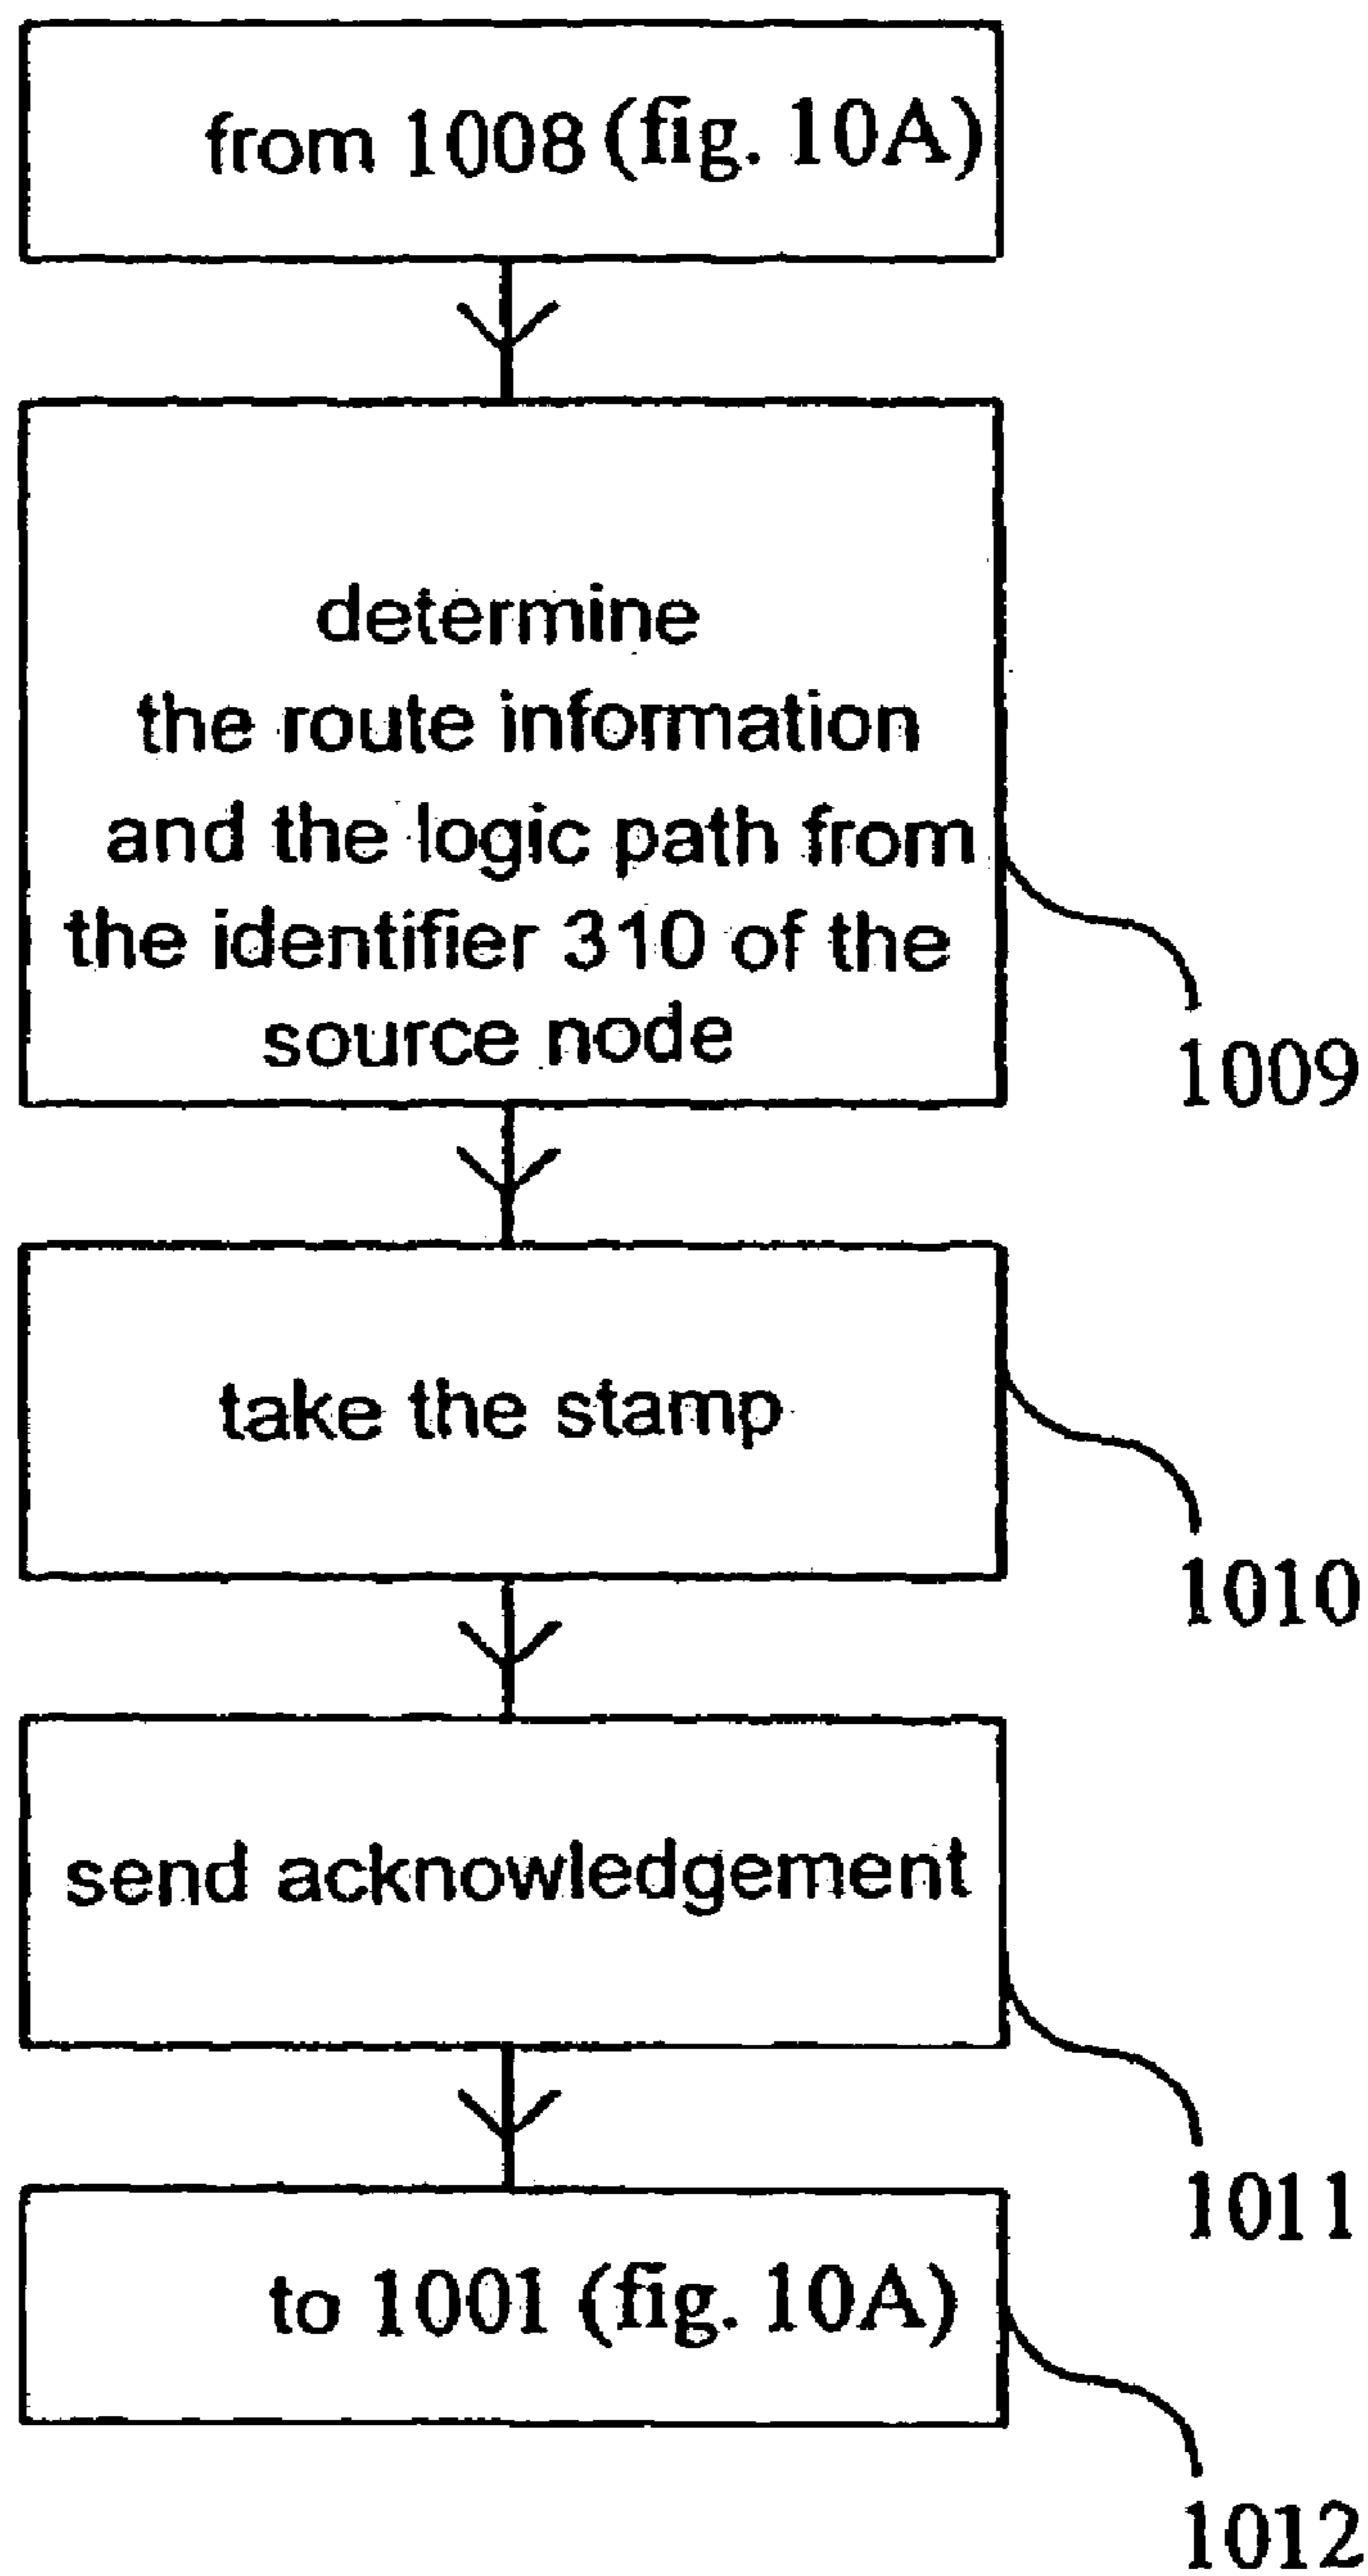 from 1008 (fig. 10A)
determine
the route information
and the logic path from
the identifier 310 of the
source node
1009
take the stamp
1010
send acknowledgement
1011
to 1001 (fig. 10A)
1012